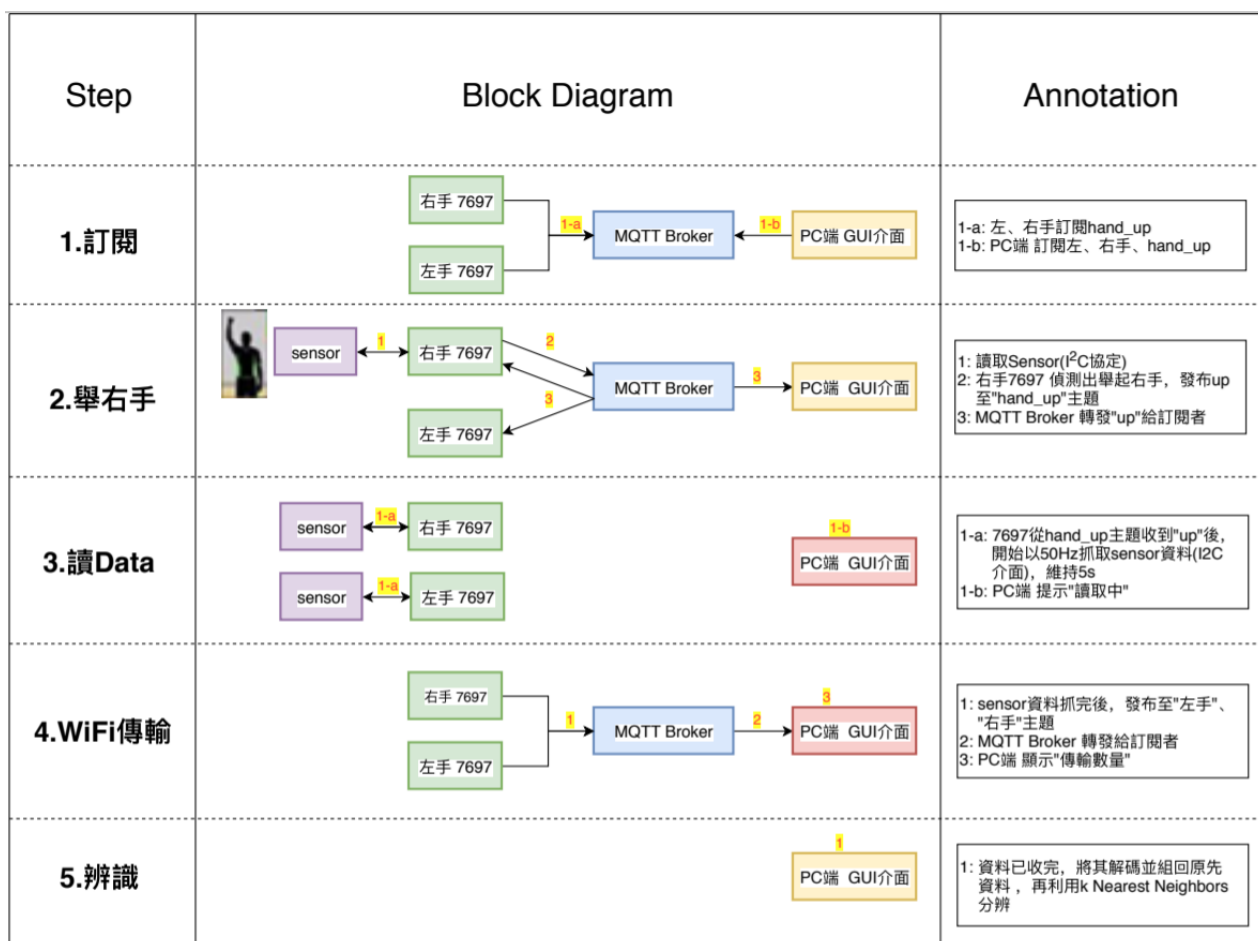 Step
Block Diagram
Annotation
1.訂閱
右手 7697
左手 7697
1-a
MQTT Broker
1-b
PC端 GUI介面
1-a: 左、右手訂閱hand_up
1-b: PC端 訂閱左、右手、hand_up
2.舉右手
sensor
1
右手 7697
左手 7697
2
3
MQTT Broker
3
PC端 GUI介面
1: 讀取Sensor(I²C協定)
2: 右手7697 偵測出舉起右手，發布up
至"hand_up"主題
3: MQTT Broker 轉發"up"給訂閱者
3.讀Data
sensor
1-a
右手 7697
sensor
1-a
左手 7697
1-b
PC端 GUI介面
1-a: 7697從hand_up主題收到"up"後，
開始以50Hz抓取sensor資料(I2C
介面)，維持5s
1-b: PC端 提示"讀取中"
4.WiFi傳輸
右手 7697
左手 7697
1
MQTT Broker
2
3
PC端 GUI介面
1: sensor資料抓完後，發布至"左手"、
"右手"主題
2: MQTT Broker 轉發給訂閱者
3: PC端 顯示"傳輸數量"
5.辨識
1
PC端 GUI介面
1: 資料已收完，將其解碼並組回原先
資料 ，再利用k Nearest Neighbors
分辨